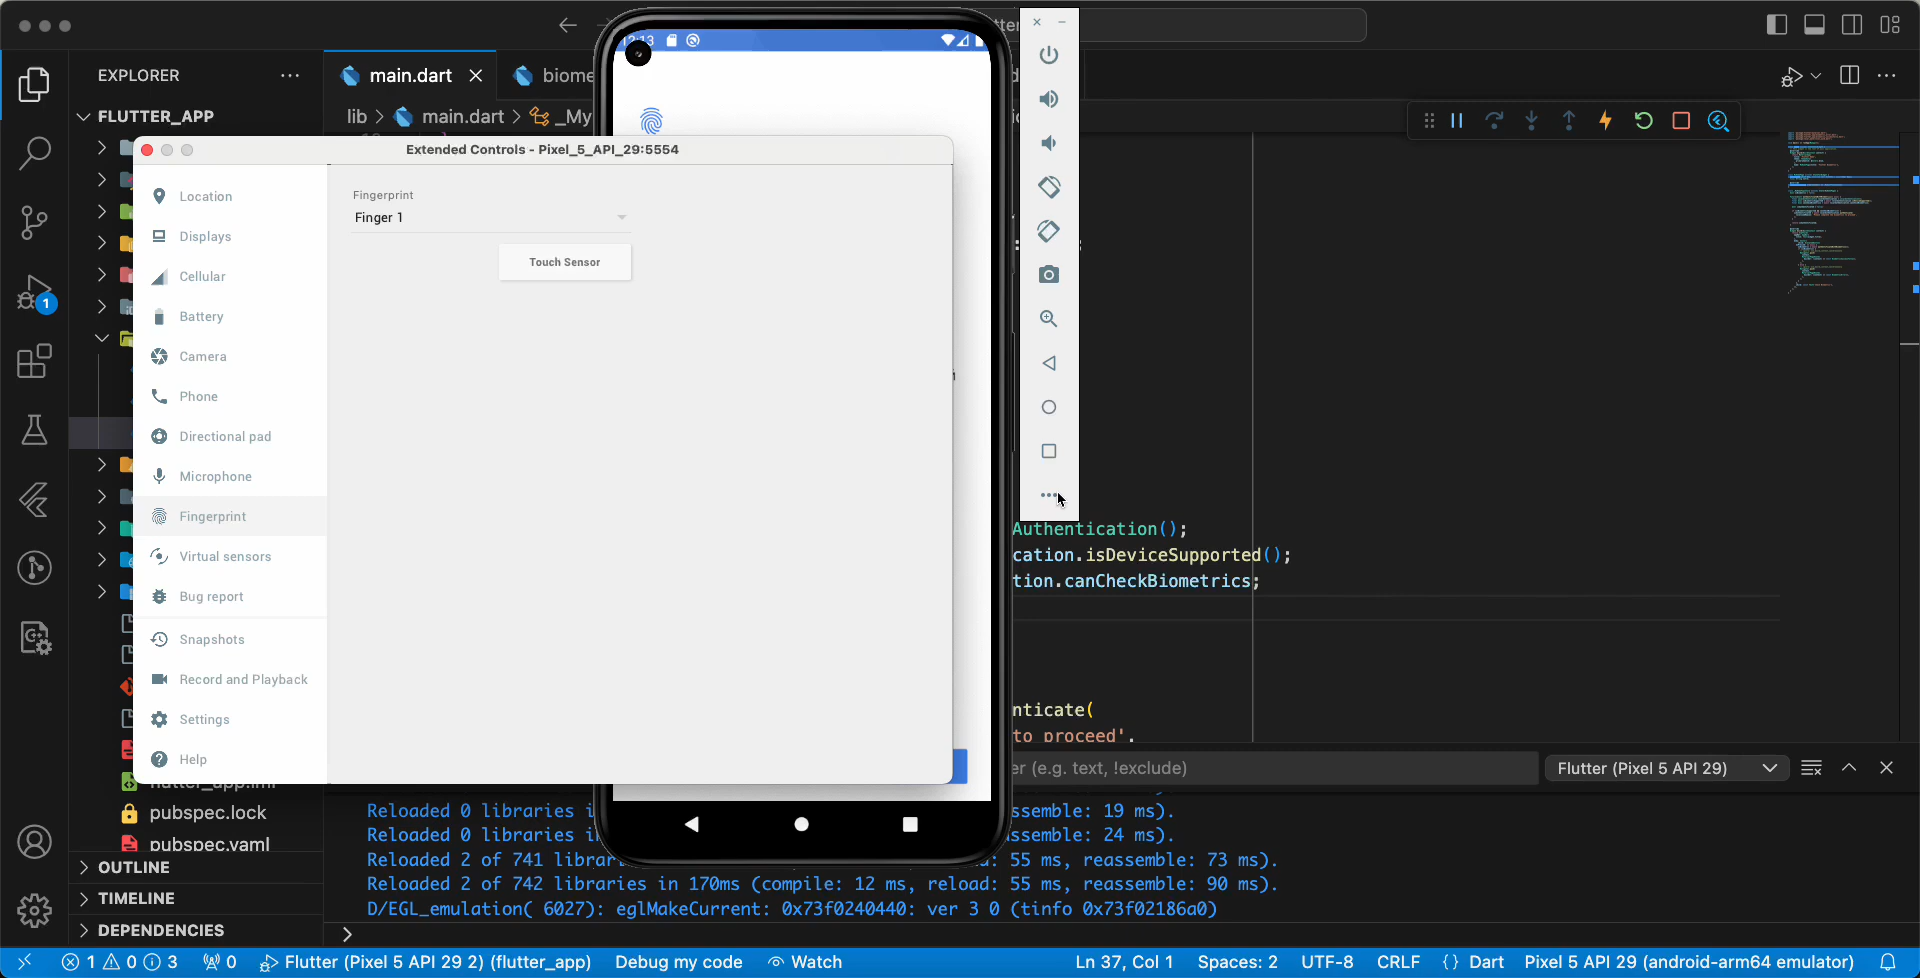 EXPLORER
main.dart
biome
FLUTTER_APP
lib > main.dart > _My
12:13
Extended Controls - Pixel_5_API_29:5554
Location
Displays
Cellular
Battery
Camera
Phone
Directional pad
Microphone
Fingerprint
Virtual sensors
Bug report
Snapshots
Record and Playback
Settings
Help
Fingerprint
Finger 1
Touch Sensor
1
Authentication();
cation.isDeviceSupported();
tion.canCheckBiometrics;
nticate(
to proceed',
er (e.g. text, !exclude)
Flutter (Pixel 5 API 29)
flutter_app.iml
pubspec.lock
pubspec.yaml
OUTLINE
TIMELINE
DEPENDENCIES
Reloaded 0 libraries i ssemble: 19 ms).
Reloaded 0 libraries i ssemble: 24 ms).
Reloaded 2 of 741 librar : 55 ms, reassemble: 73 ms).
Reloaded 2 of 742 libraries in 170ms (compile: 12 ms, reload: 55 ms, reassemble: 90 ms).
D/EGL_emulation( 6027): eglMakeCurrent: 0x73f0240440: ver 3 0 (tinfo 0x73f02186a0)
1 0 3 0 Flutter (Pixel 5 API 29 2) (flutter_app) Debug my code Watch Ln 37, Col 1 Spaces: 2 UTF-8 CRLF {} Dart Pixel 5 API 29 (android-arm64 emulator)